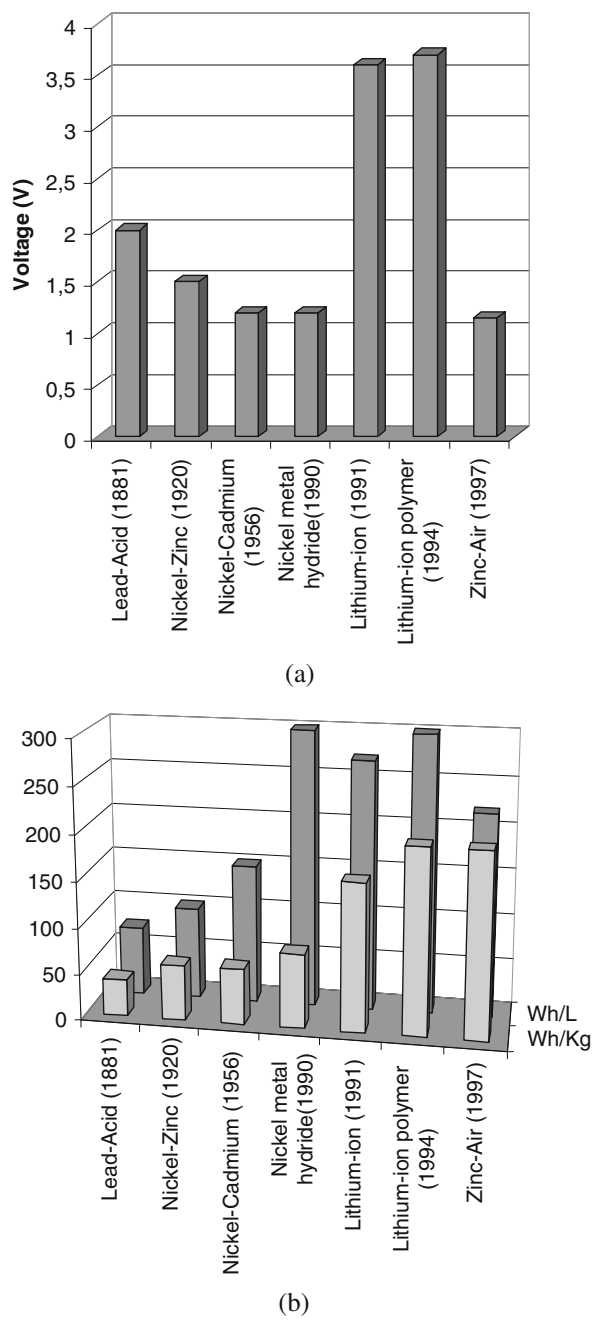 4
3,5
3
2,5
2
1,5
1
0,5
0
Voltage (V)
Lead-Acid (1881)
Nickel-Zinc (1920)
Nickel-Cadmium
(1956)
Nickel metal
hydride(1990)
Lithium-ion (1991)
Lithium-ion polymer
(1994)
Zinc-Air (1997)
(a)
300
250
200
150
100
50
0
Wh/L
Wh/Kg
Lead-Acid (1881)
Nickel-Zinc (1920)
Nickel-Cadmium (1956)
Nickel metal
hydride(1990)
Lithium-ion (1991)
Lithium-ion polymer
(1994)
Zinc-Air (1997)
(b)